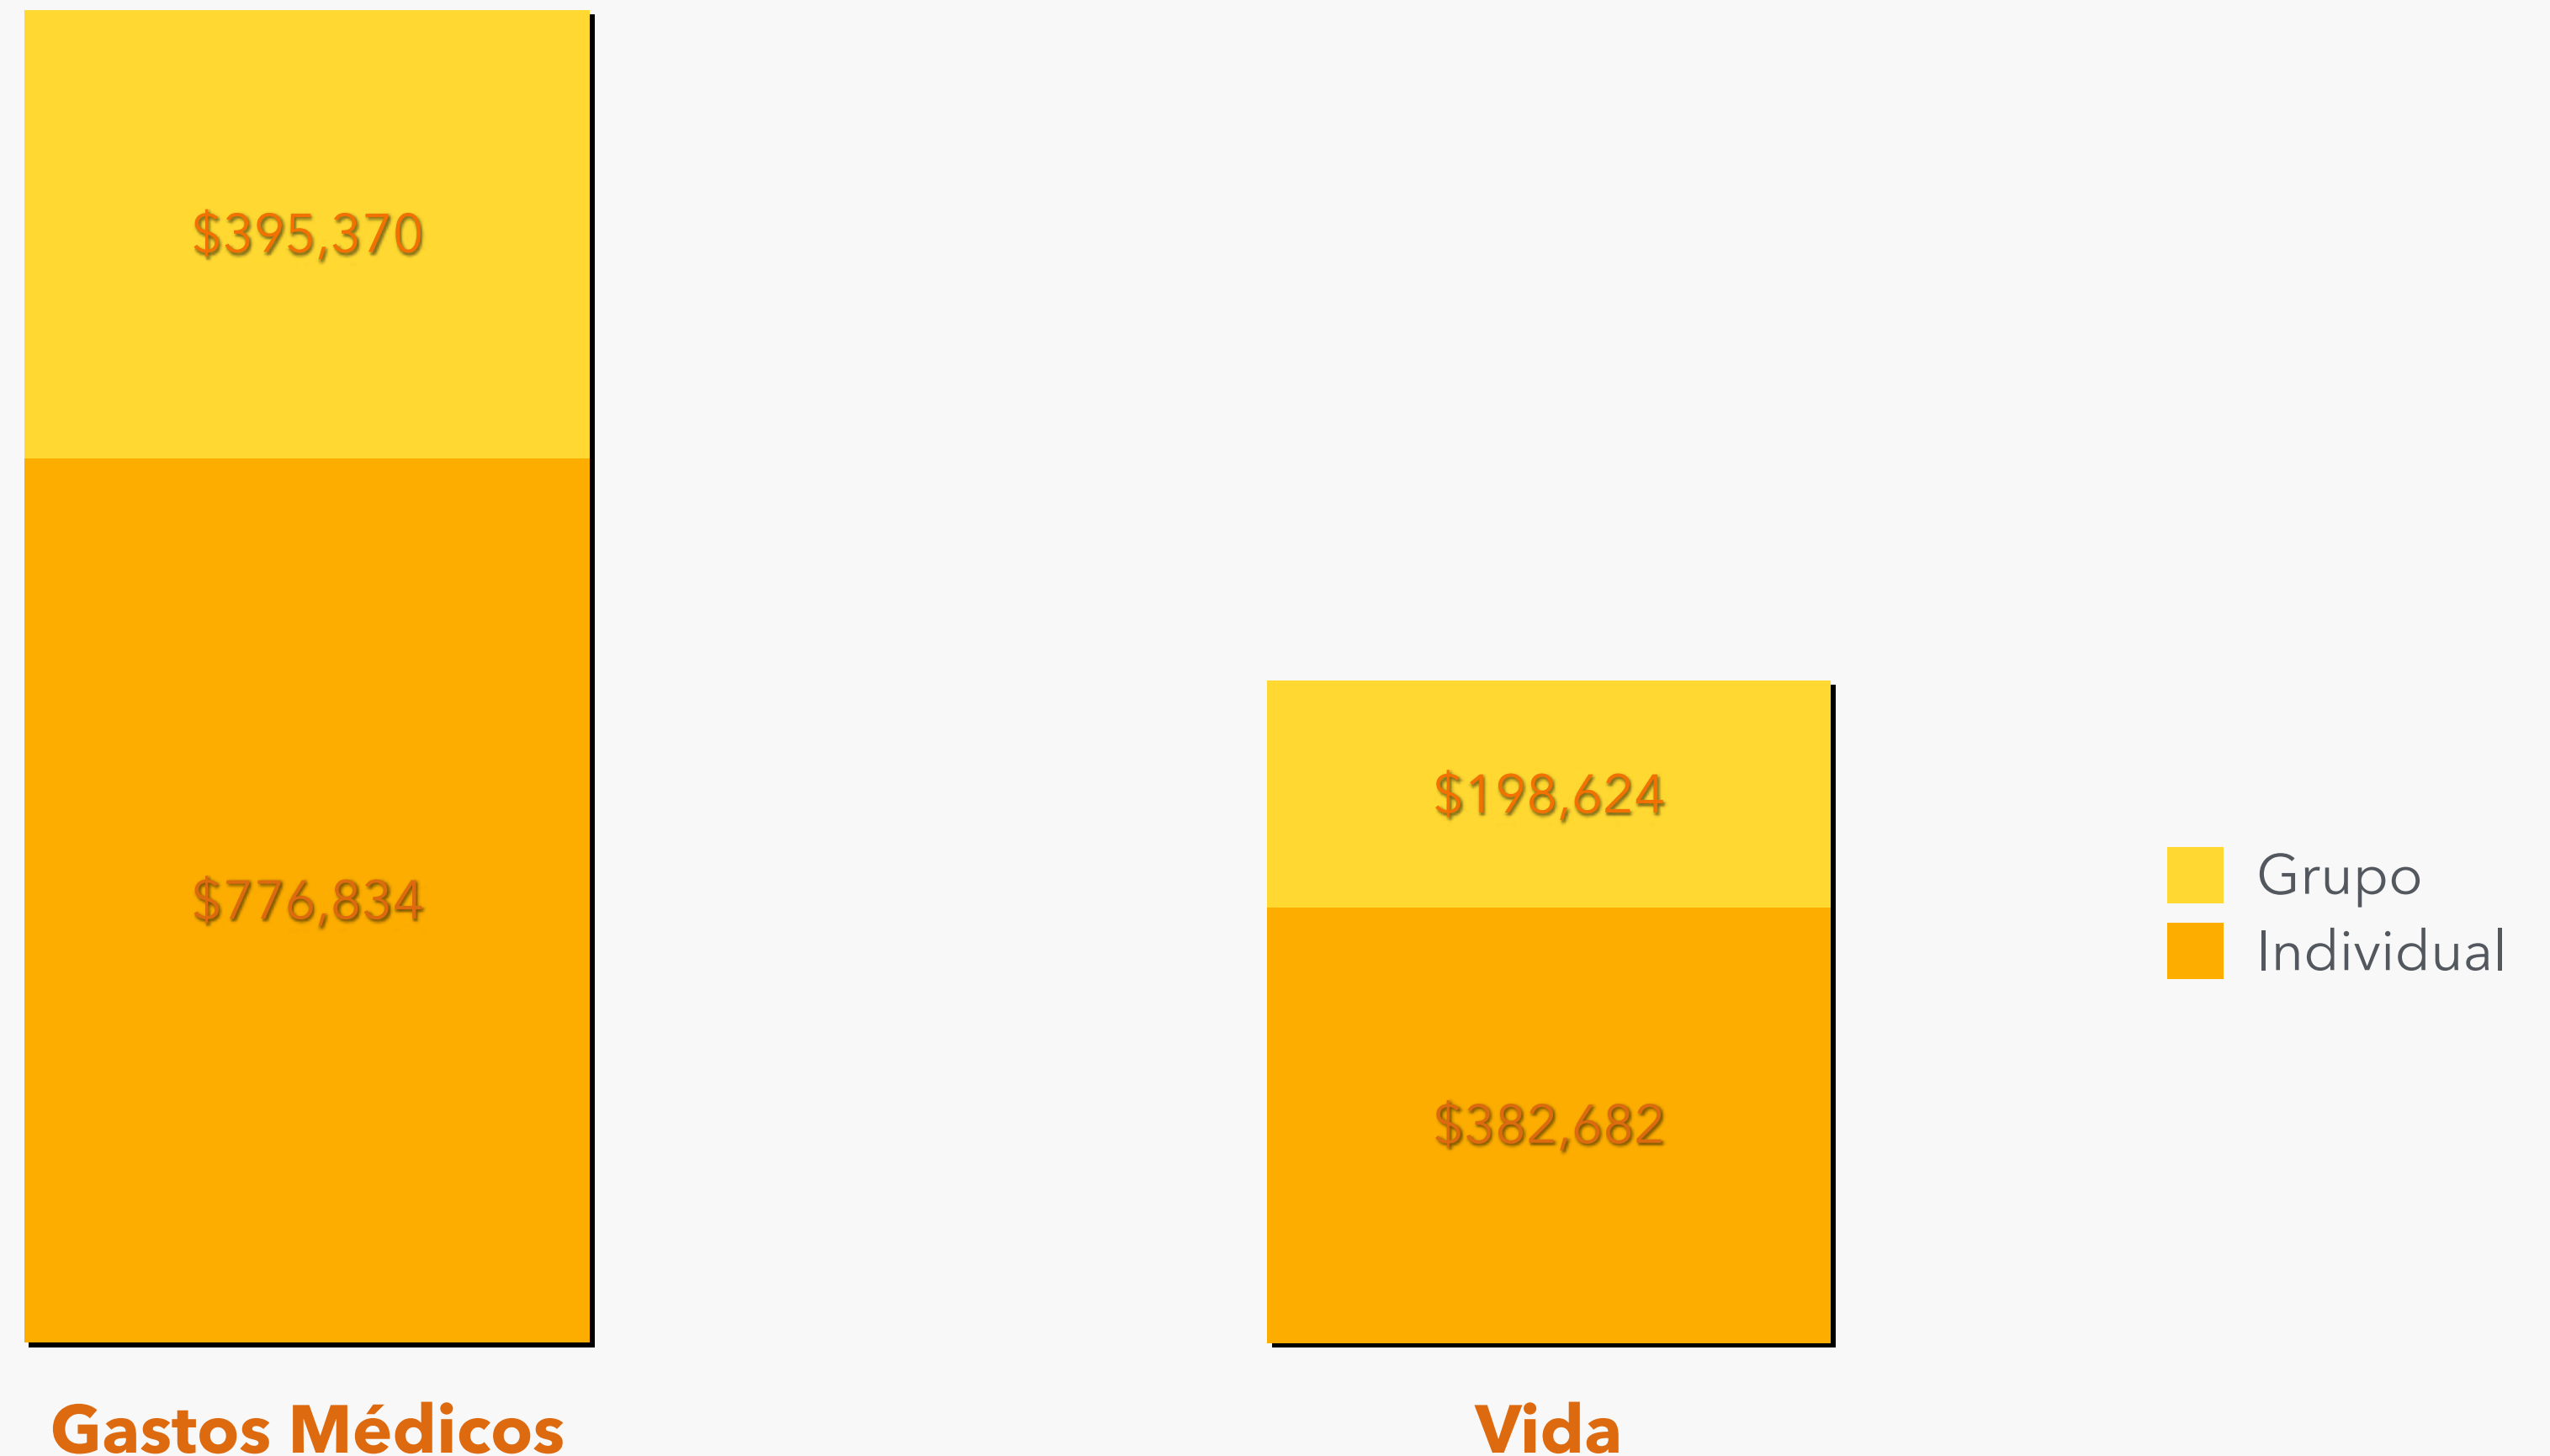 $395,370
$776,834
$198,624
$382,682
Grupo
Individual
Gastos Médicos
Vida